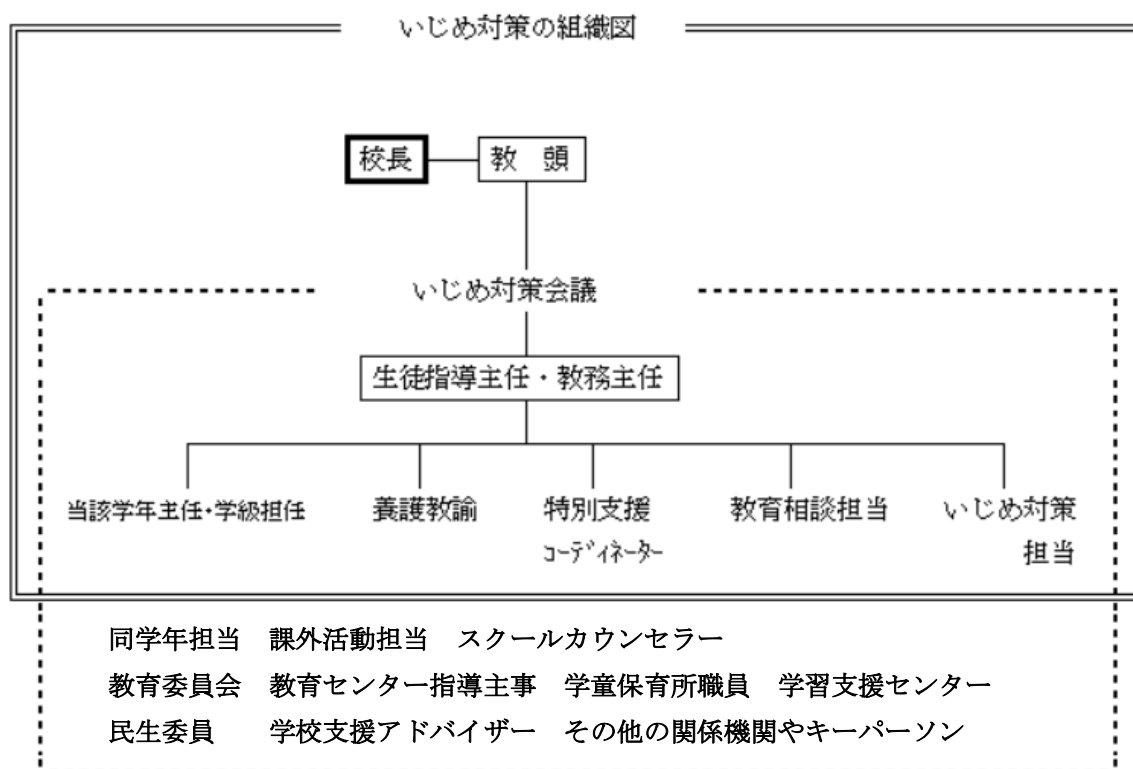 いじめ対策の組織図
校長 教　頭
いじめ対策会議
生徒指導主任・教務主任
当該学年主任・学級担任 養護教諭 特別支援 教育相談担当 いじめ対策
コーディネーター 担当
同学年担当　課外活動担当　スクールカウンセラー
教育委員会　教育センター指導主事　学童保育所職員　学習支援センター
民生委員　　学校支援アドバイザー　その他の関係機関やキーパーソン